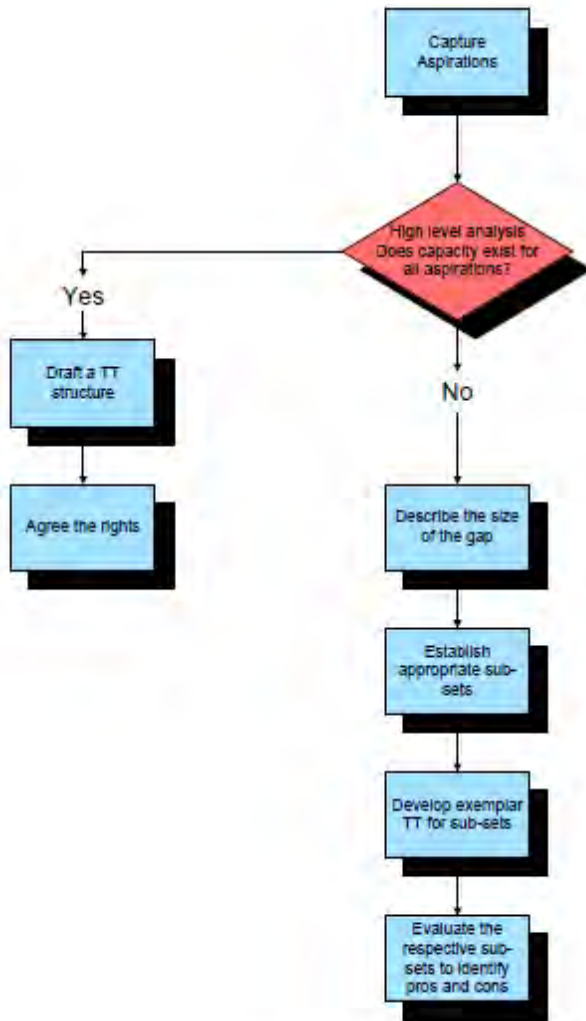 Capture
Aspirations
High level analysis
Does capacity exist for
all aspirations?
Yes
No
Draft a TT
structure
Agree the rights
Describe the size
of the gap
Establish
appropriate sub-
sets
Develop exemplar
TT for sub-sets
Evaluate the
respective sub-
sets to identify
pros and cons